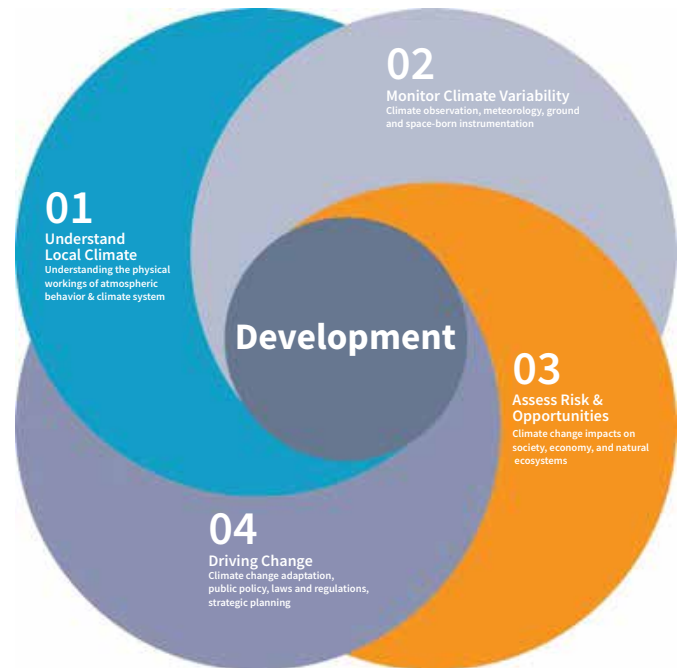 01
Understand
Local Climate
Understanding the physical
workings of atmospheric
behavior & climate system
02
Monitor Climate Variability
Climate observation, meteorology, ground
and space-born instrumentation
Development
03
Assess Risk &
Opportunities
Climate change impacts on
society, economy, and natural
ecosystems
04
Driving Change
Climate change adaptation,
public policy, laws and regulations,
strategic planning